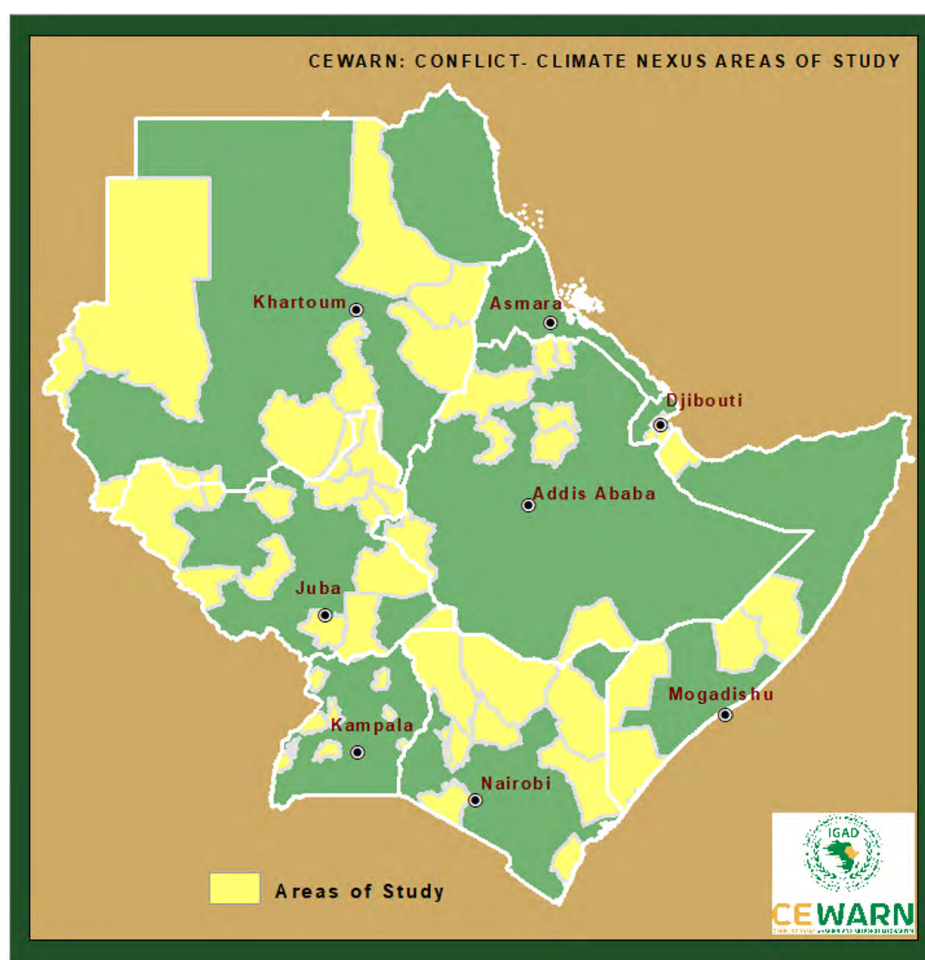 CEWARN: CONFLICT- CLIMATE NEXUS AREAS OF STUDY
Khartoum
Asmara
Djibouti
Addis Ababa
Juba
Mogadishu
Kampala
Nairobi
Areas of Study
IGAD
CEWARN